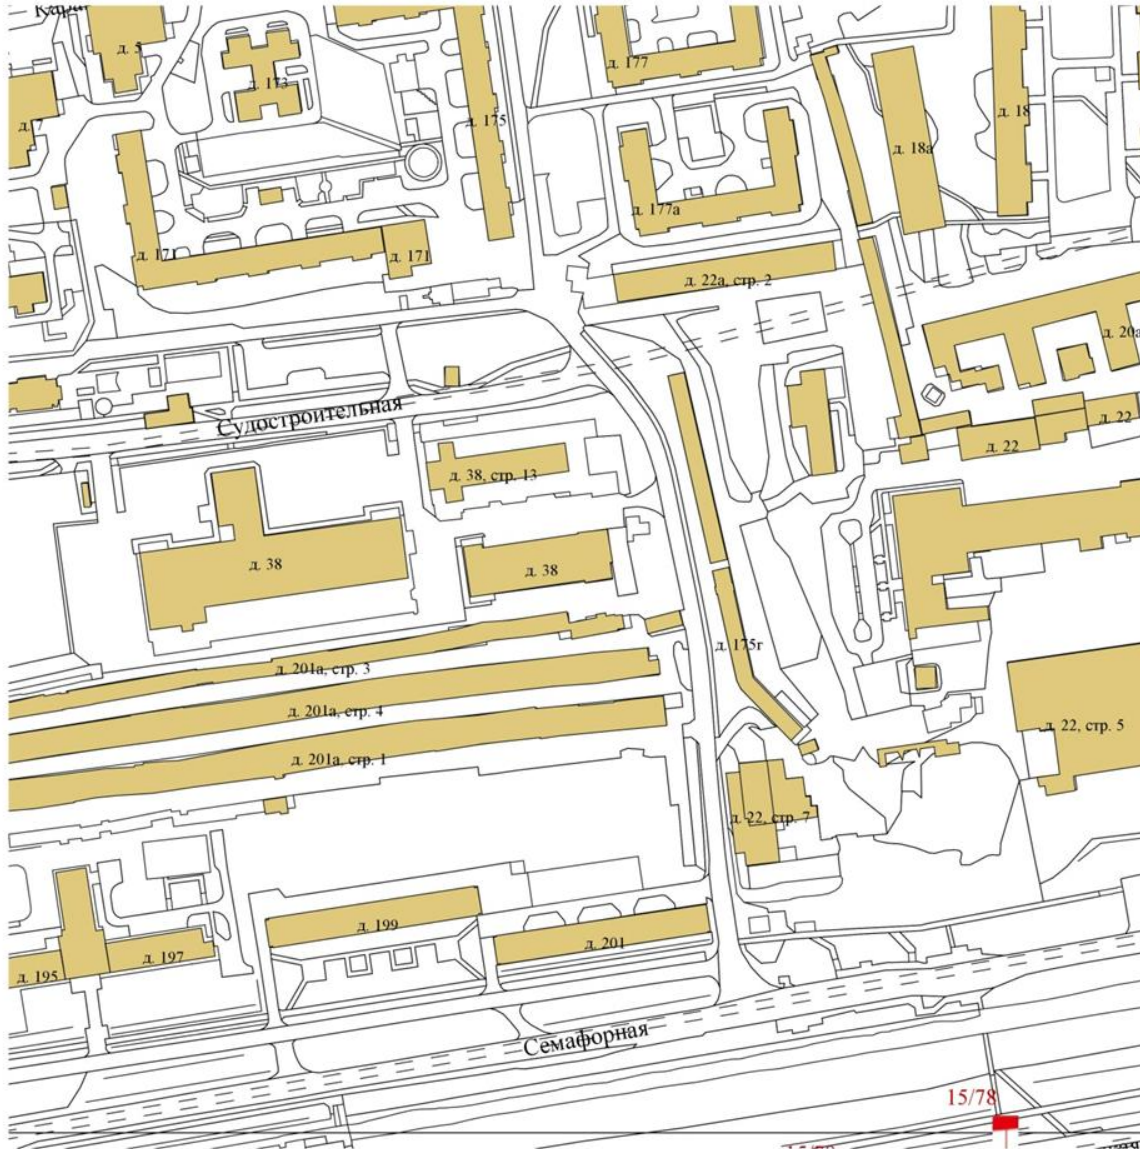 д. 5
д. 173
д. 177
д. 7
д. 175
д. 18
д. 18а
д. 177а
д. 171
д. 171
д. 22а, стр. 2
д. 20а
Судостроительная
д. 22
д. 22
д. 38, стр. 13
д. 38
д. 38
д. 175г
д. 201а, стр. 3
д. 201а, стр. 4
д. 22, стр. 5
д. 201а, стр. 1
д. 22, стр. 7
д. 199
д. 201
д. 197
д. 195
Семафорная
15/78